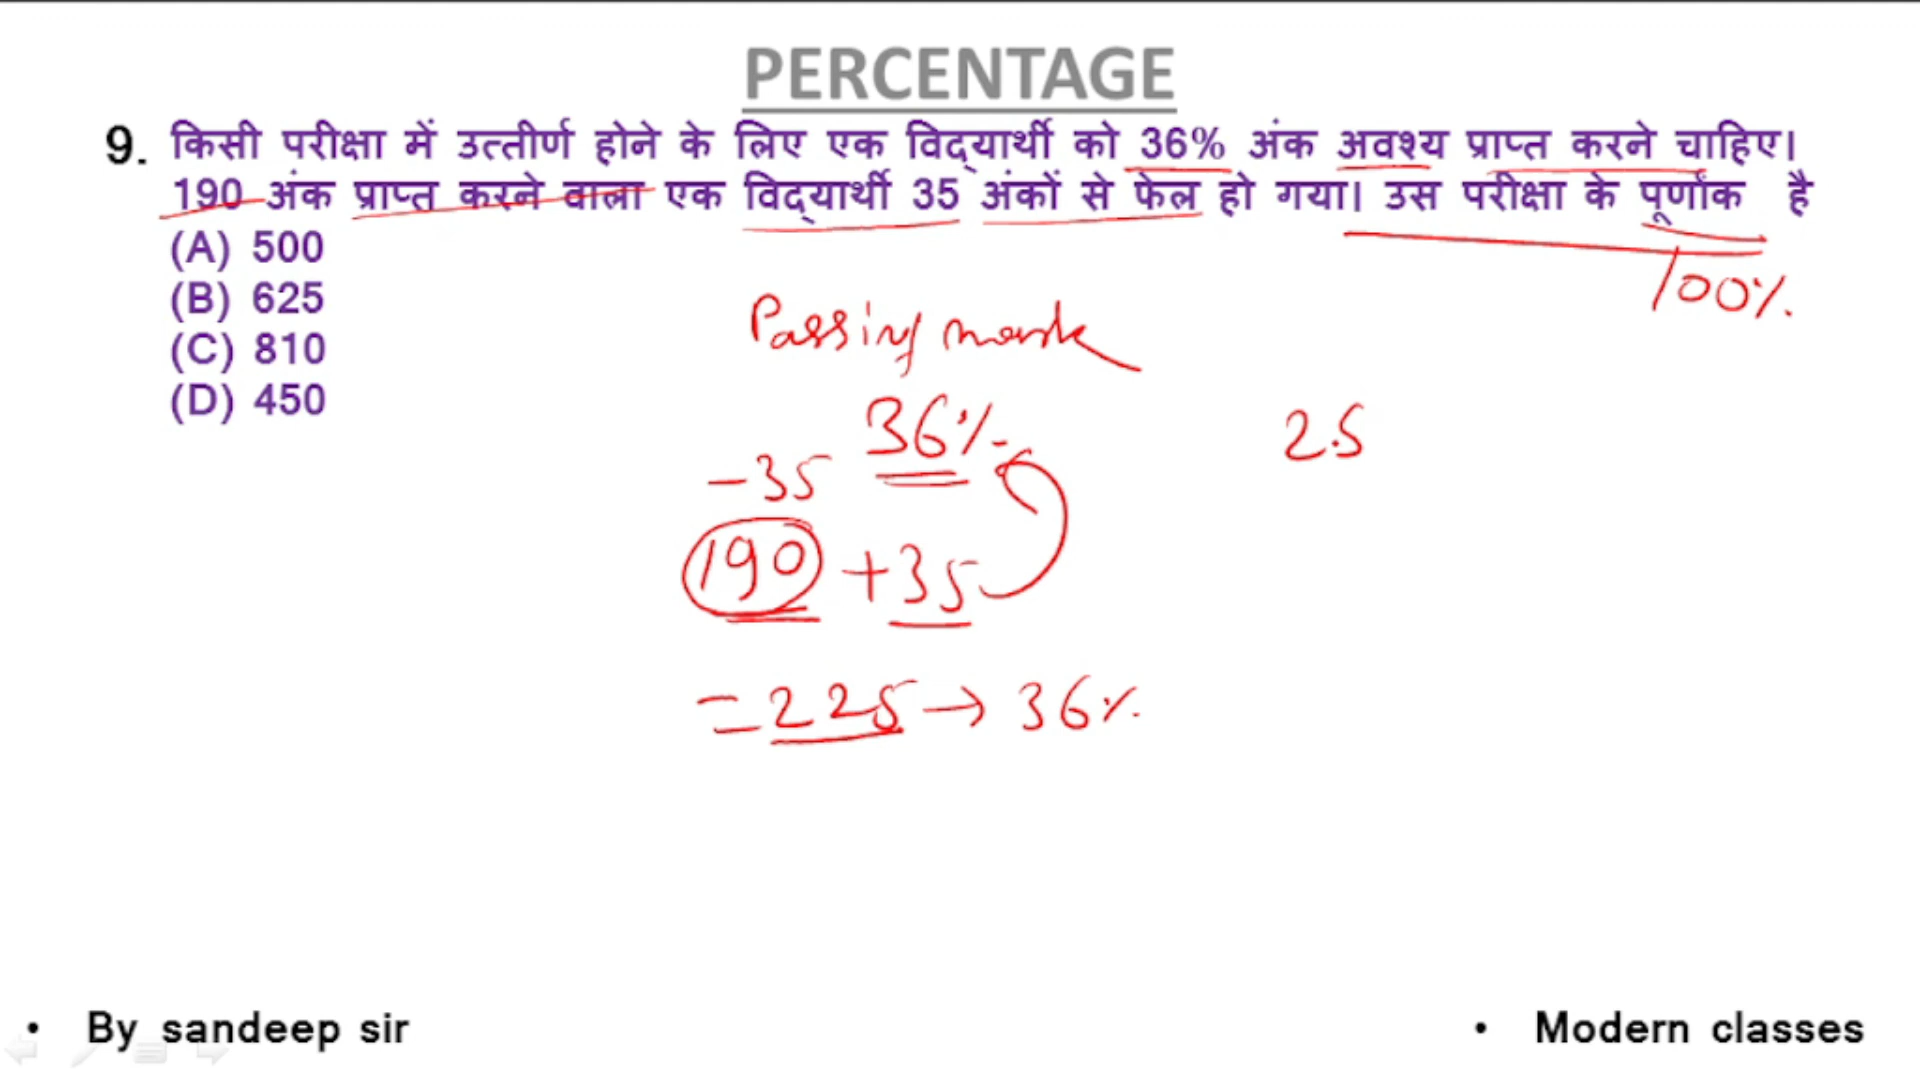 PERCENTAGE
9. किसी परीक्षा में उत्तीर्ण होने के लिए एक विद्यार्थी को 36% अंक अवश्य प्राप्त करने चाहिए।
190 अंक प्राप्त करने वाला एक विद्यार्थी 35 अंकों से फेल हो गया। उस परीक्षा के पूर्णांक है
(A) 500
(B) 625
(C) 810
(D) 450
100%.
Passing mark
36%
2.5
-35
190 +35
=225→36%
• By sandeep sir
• Modern classes